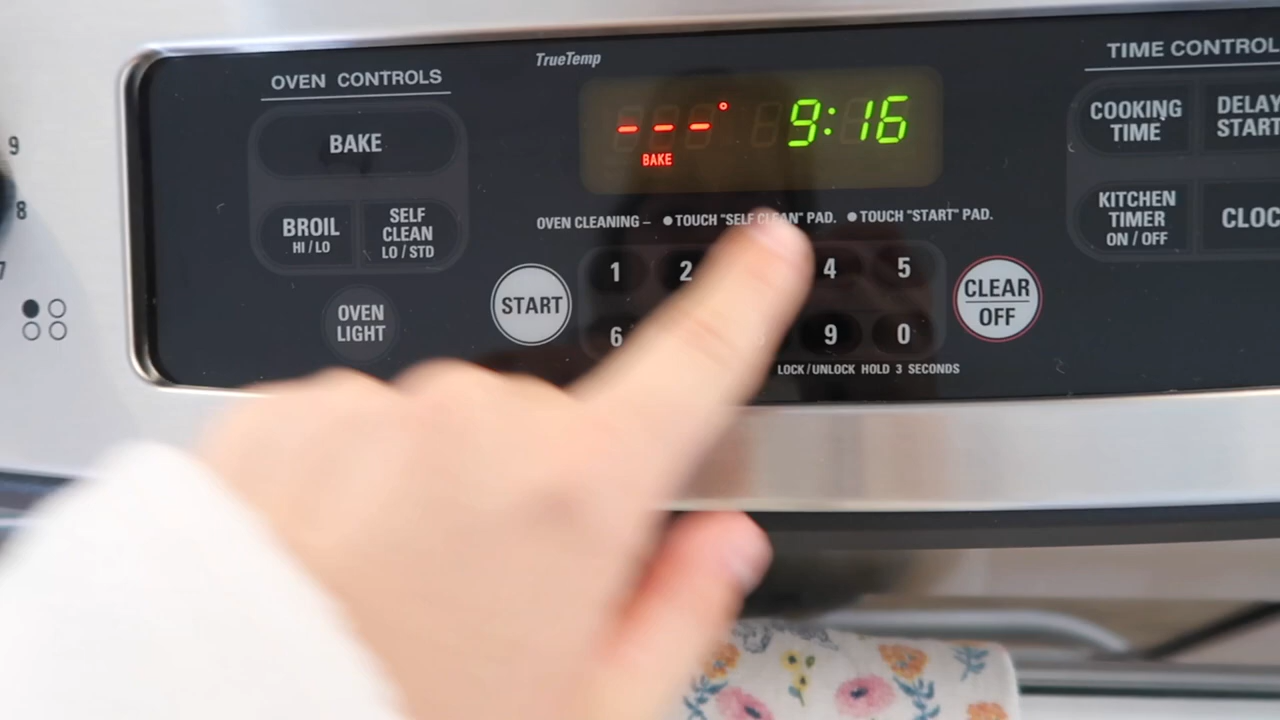 TrueTemp
OVEN CONTROLS
BAKE
BROIL
HI / LO
SELF
CLEAN
LO / STD
OVEN
LIGHT
---°
BAKE
9:16
OVEN CLEANING – ● TOUCH "SELF CLEAN" PAD. ● TOUCH "START" PAD.
START
1 2 4 5
6 9 0
LOCK/UNLOCK HOLD 3 SECONDS
CLEAR
OFF
TIME CONTROL
COOKING
TIME
DELAY
START
KITCHEN
TIMER
ON / OFF
CLOC
9
8
7